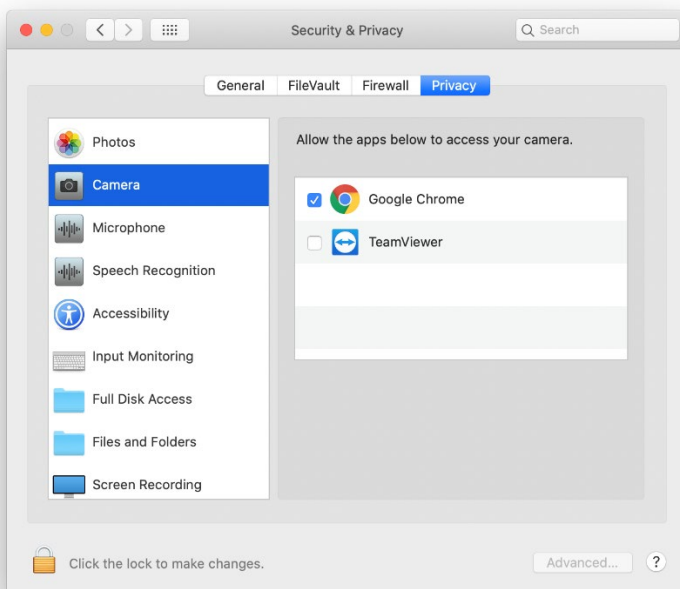 Security & Privacy
Search
General FileVault Firewall Privacy
Photos
Camera
Microphone
Speech Recognition
Accessibility
Input Monitoring
Full Disk Access
Files and Folders
Screen Recording
Allow the apps below to access your camera.
Google Chrome
TeamViewer
Click the lock to make changes.
Advanced... ?